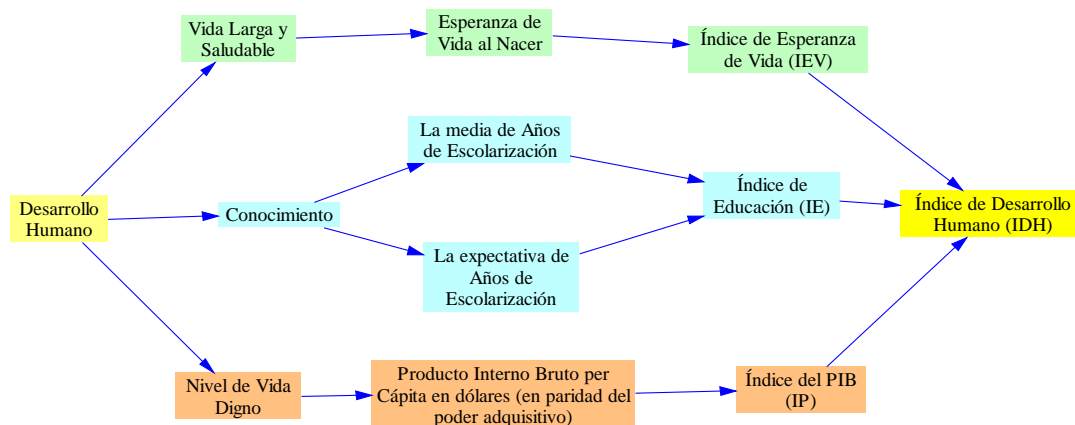 Vida Larga y
Saludable
Esperanza de
Vida al Nacer
Índice de Esperanza
de Vida (IEV)
La media de Años
de Escolarización
Desarrollo
Humano
Conocimiento
Índice de
Educación (IE)
Índice de Desarrollo
Humano (IDH)
La expectativa de
Años de
Escolarización
Nivel de Vida
Digno
Producto Interno Bruto per
Cápita en dólares (en paridad del
poder adquisitivo)
Índice del PIB
(IP)